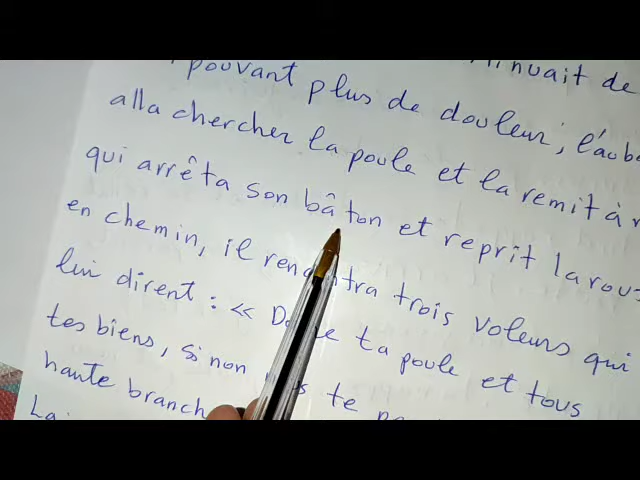 pouvant plus de douleur, l'aub
alla chercher la poule et la remit à
qui arrêta son bâton et reprit la rou
en chemin, il rencontra trois voleurs qui
lui dirent : « Donne ta poule et tous
tes biens, si non te
haute branch